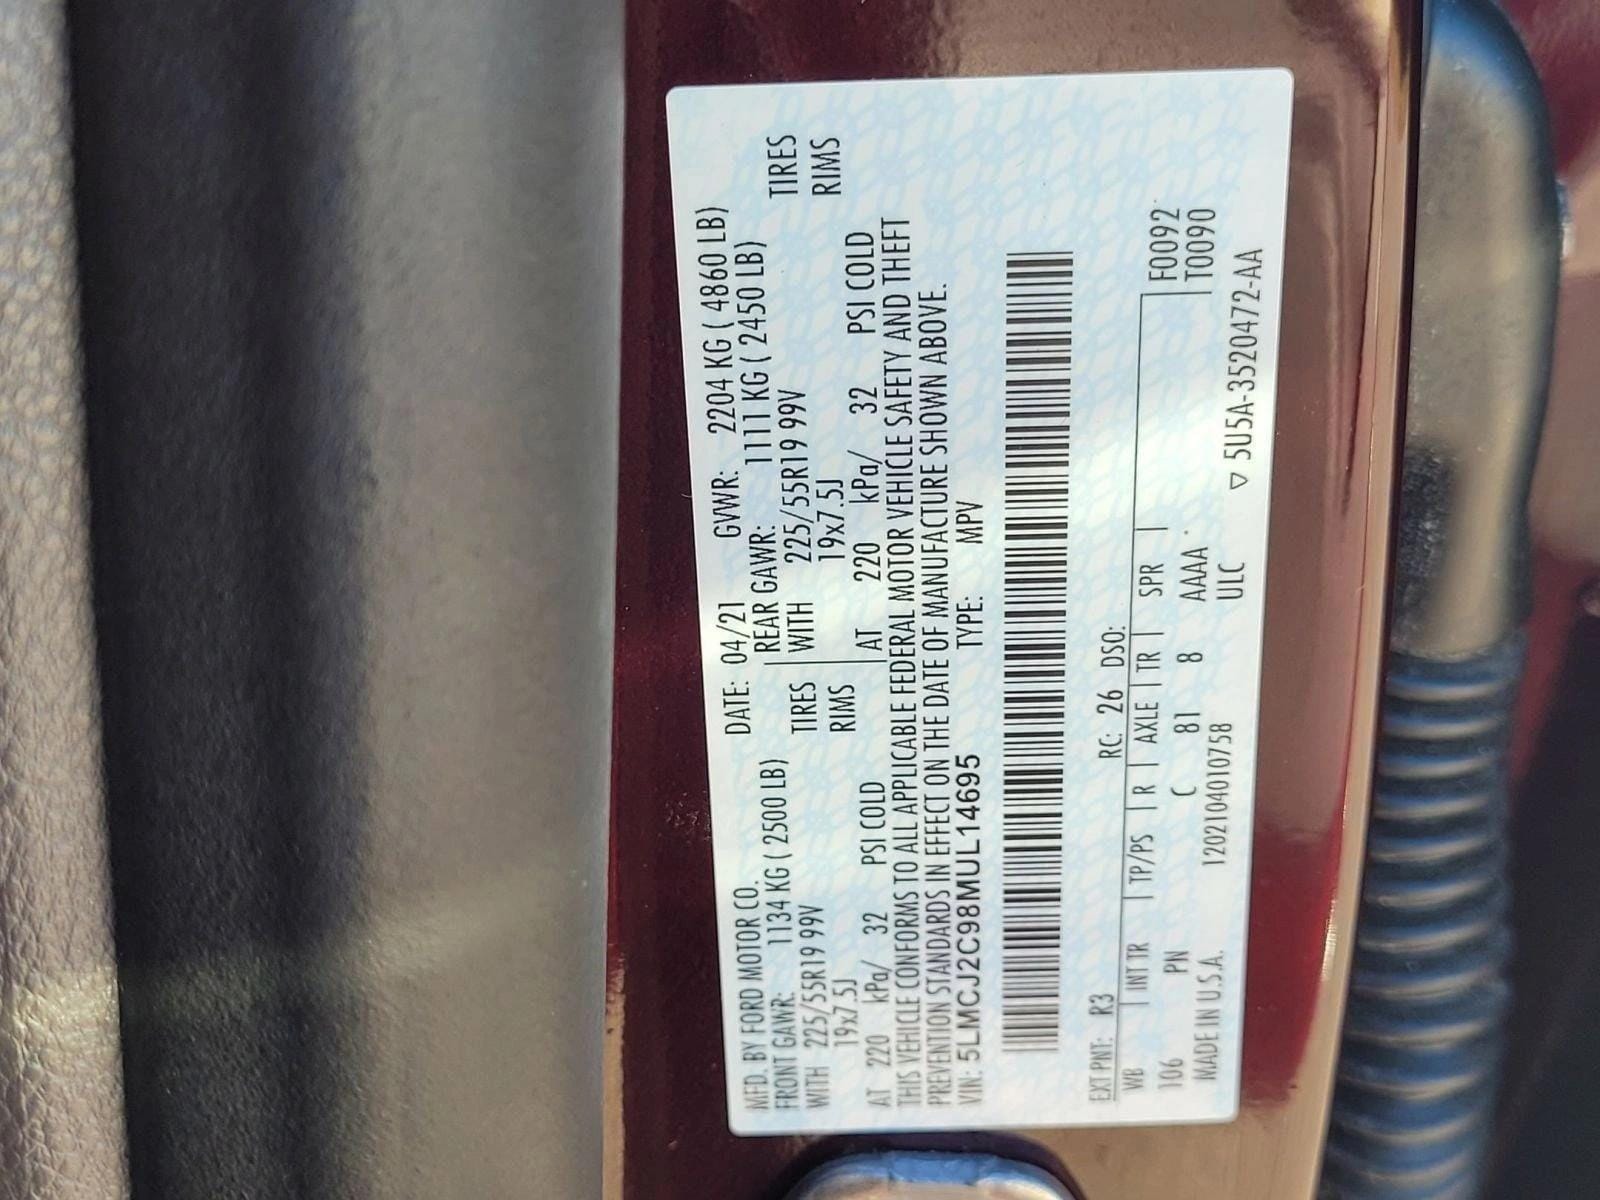 MFD. BY FORD MOTOR CO. DATE: 04/21 GVWR: 2204 KG ( 4860 LB)
FRONT GAWR: 1134 KG ( 2500 LB) REAR GAWR: 1111 KG ( 2450 LB)
WITH 225/55R19 99V TIRES WITH 225/55R19 99V TIRES
19x7.5J RIMS 19x7.5J RIMS
AT 220 kPa/ 32 PSI COLD AT 220 kPa/ 32 PSI COLD
THIS VEHICLE CONFORMS TO ALL APPLICABLE FEDERAL MOTOR VEHICLE SAFETY AND THEFT
PREVENTION STANDARDS IN EFFECT ON THE DATE OF MANUFACTURE SHOWN ABOVE.
VIN: 5LMCJ2C98MUL14695 TYPE: MPV
EXT PNT: R3 RC: 26 DSO:
WB INT TR TP/PS R AXLE TR SPR F0092
106 PN C 81 8 AAAA T0090
MADE IN U.S.A. 120210401075​8 ULC
▽ 5U5A-3520472-AA